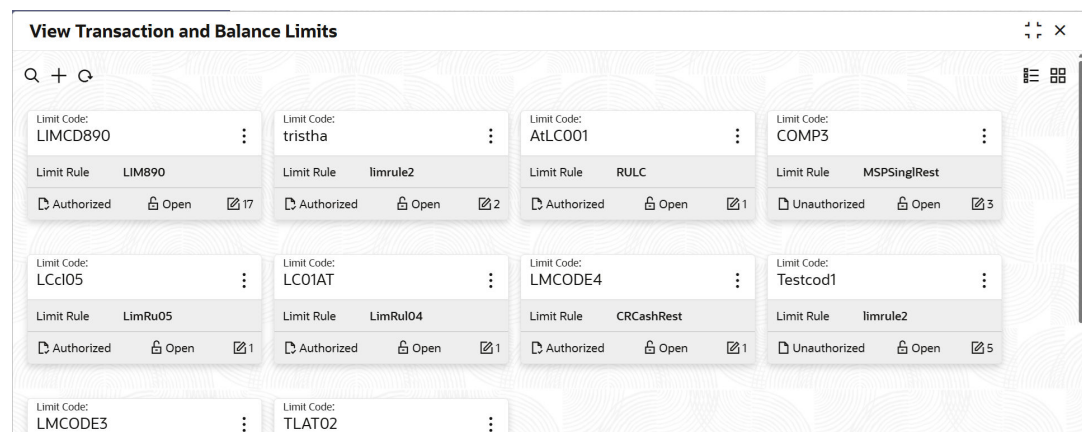 View Transaction and Balance Limits
Limit Code: Limit Code: Limit Code: Limit Code:
LIMCD890 tristha AtLC001 COMP3
Limit Rule LIM890 Limit Rule limrule2 Limit Rule RULC Limit Rule MSPSinglRest
Authorized Open 17 Authorized Open 2 Authorized Open 1 Unauthorized Open 3
Limit Code: Limit Code: Limit Code: Limit Code:
LCcl05 LC01AT LMCODE4 Testcod1
Limit Rule LimRu05 Limit Rule LimRul04 Limit Rule CRCashRest Limit Rule limrule2
Authorized Open 1 Authorized Open 1 Authorized Open 1 Unauthorized Open 5
Limit Code: Limit Code:
LMCODE3 TLAT02